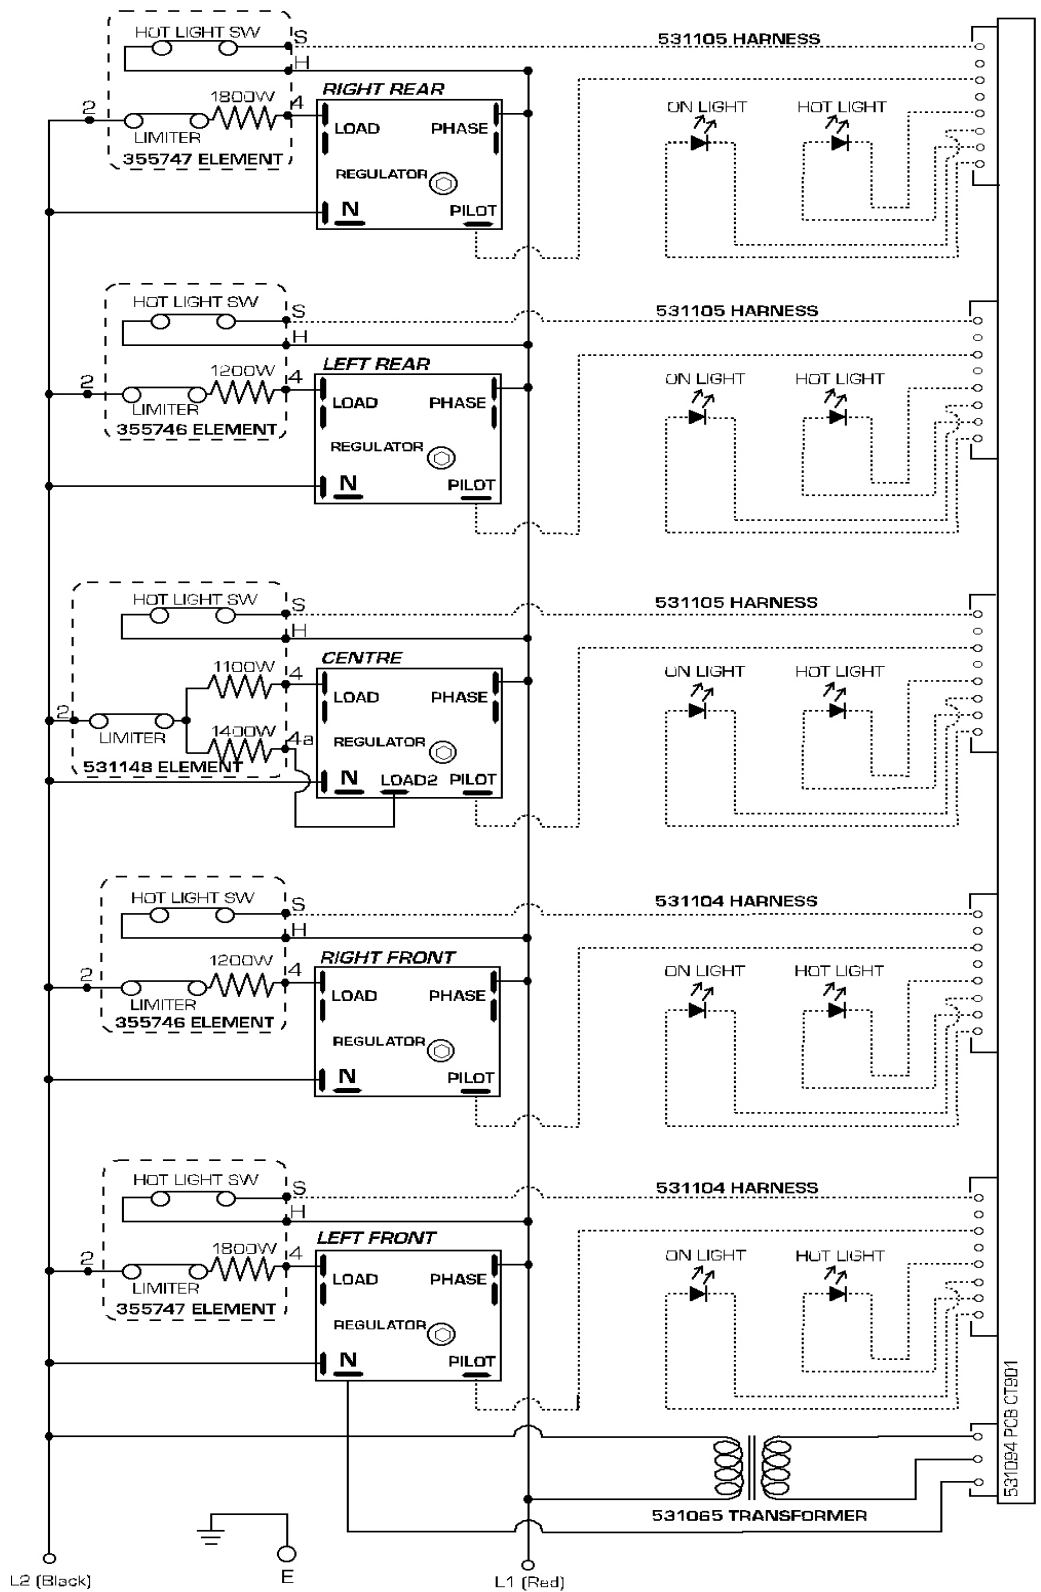 HOT LIGHT SW
S
531105 HARNESS
H
RIGHT REAR
1800W
2
4
LOAD
PHASE
ON LIGHT
HOT LIGHT
LIMITER
355747 ELEMENT
REGULATOR
N
PILOT
HOT LIGHT SW
S
531105 HARNESS
H
LEFT REAR
1200W
2
4
LOAD
PHASE
ON LIGHT
HOT LIGHT
LIMITER
355746 ELEMENT
REGULATOR
N
PILOT
HOT LIGHT SW
S
531105 HARNESS
H
CENTRE
1100W
4
LOAD
PHASE
ON LIGHT
HOT LIGHT
2
LIMITER
1400W
4a
REGULATOR
531148 ELEMENT
N
LOAD2
PILOT
HOT LIGHT SW
S
531104 HARNESS
H
RIGHT FRONT
1200W
2
4
LOAD
PHASE
ON LIGHT
HOT LIGHT
LIMITER
355746 ELEMENT
REGULATOR
N
PILOT
HOT LIGHT SW
S
531104 HARNESS
H
LEFT FRONT
1800W
2
4
LOAD
PHASE
ON LIGHT
HOT LIGHT
LIMITER
355747 ELEMENT
REGULATOR
N
PILOT
531094 PCB CT901
531065 TRANSFORMER
E
L2 (Black)
L1 (Red)